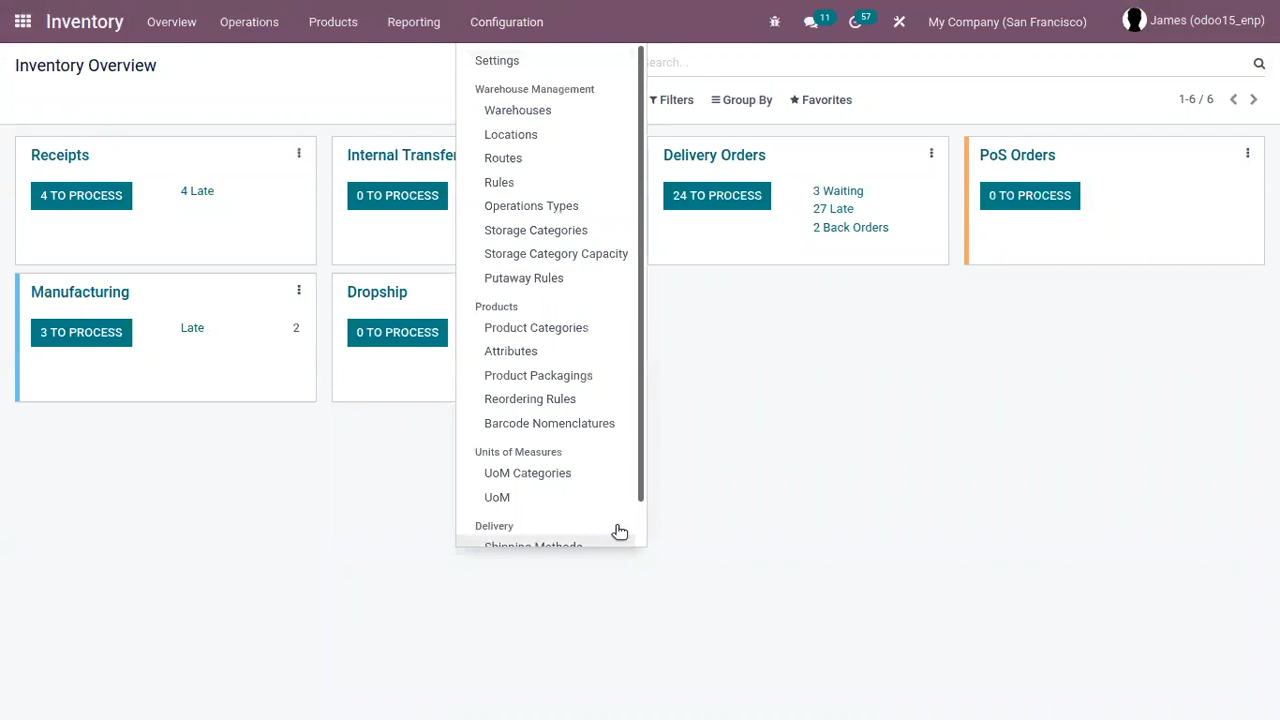 Inventory Overview Operations Products Reporting Configuration 11 57 My Company (San Francisco) James (odoo15_enp)
Inventory Overview
Search...
Filters Group By Favorites 1-6 / 6
Settings
Warehouse Management
Warehouses
Locations
Routes
Rules
Operations Types
Storage Categories
Storage Category Capacity
Putaway Rules
Products
Product Categories
Attributes
Product Packagings
Reordering Rules
Barcode Nomenclatures
Units of Measures
UoM Categories
UoM
Delivery
Shipping Methods
Receipts
4 TO PROCESS 4 Late
Internal Transfe
0 TO PROCESS
Delivery Orders
24 TO PROCESS 3 Waiting
27 Late
2 Back Orders
PoS Orders
0 TO PROCESS
Manufacturing
3 TO PROCESS Late 2
Dropship
0 TO PROCESS